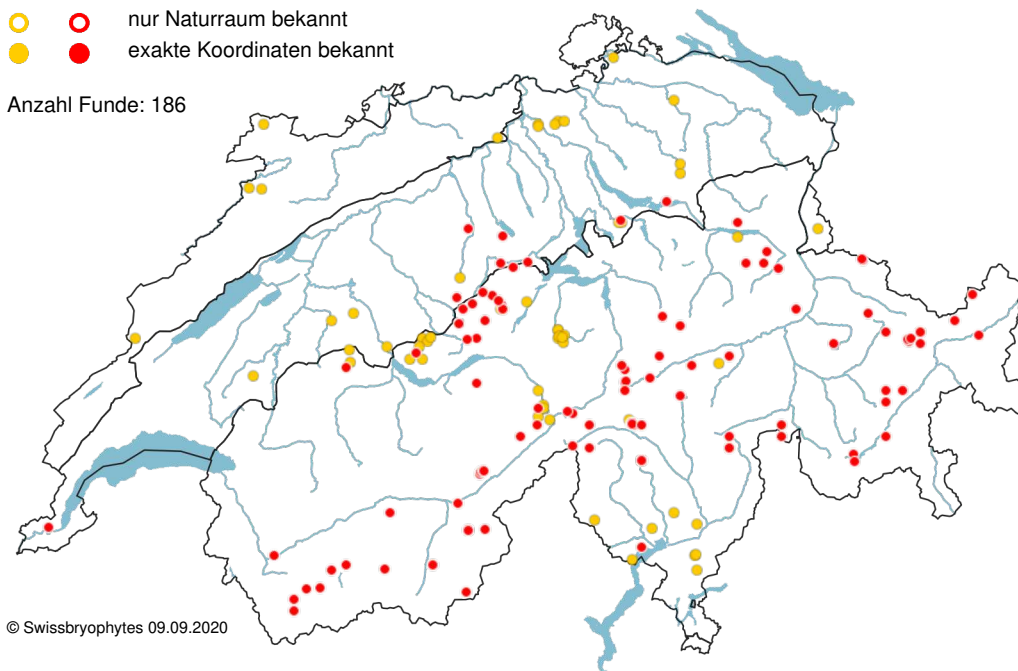 nur Naturraum bekannt
exakte Koordinaten bekannt
Anzahl Funde: 186
© Swissbryophytes 09.09.2020